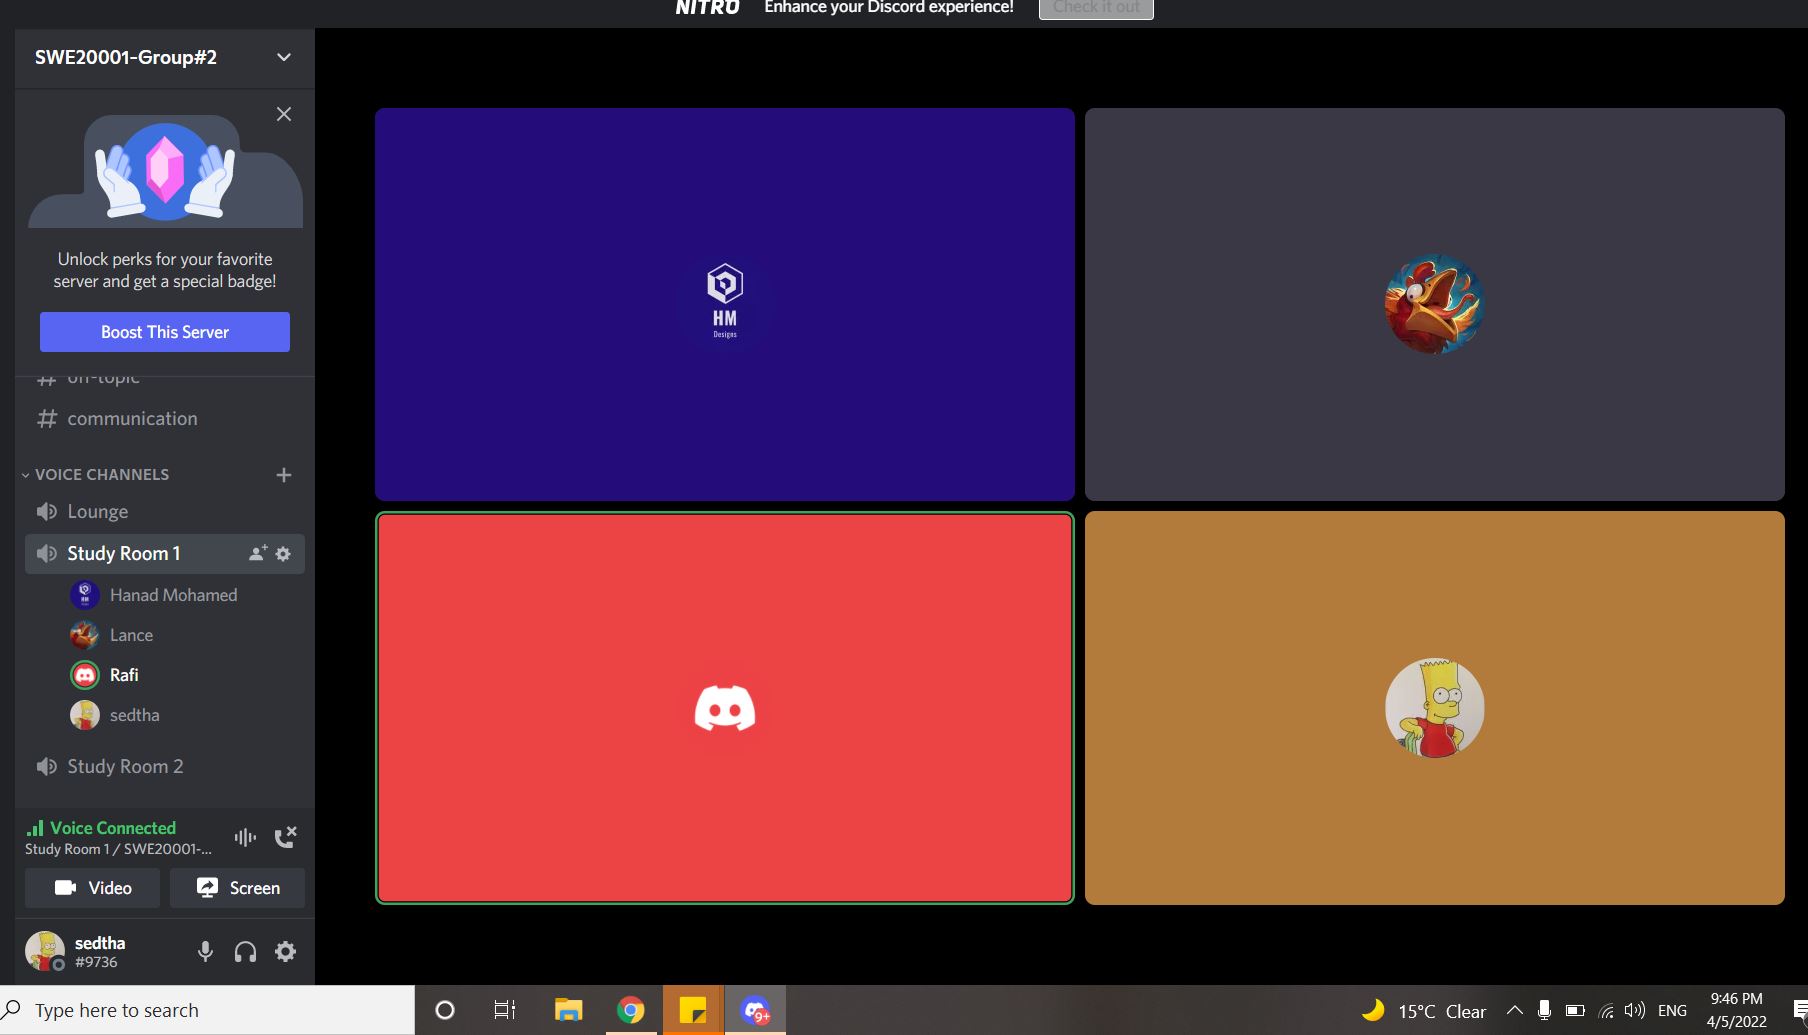 NITRO Enhance your Discord experience! Check it out
SWE20001-Group#2
Unlock perks for your favorite
server and get a special badge!
Boost This Server
# off-topic
# communication
VOICE CHANNELS
Lounge
Study Room 1
Hanad Mohamed
Lance
Rafi
sedtha
Study Room 2
Voice Connected
Study Room 1 / SWE20001-...
Video
Screen
sedtha
#9736
HM
Designs
Type here to search
9+
15°C Clear
ENG
9:46 PM
4/5/2022